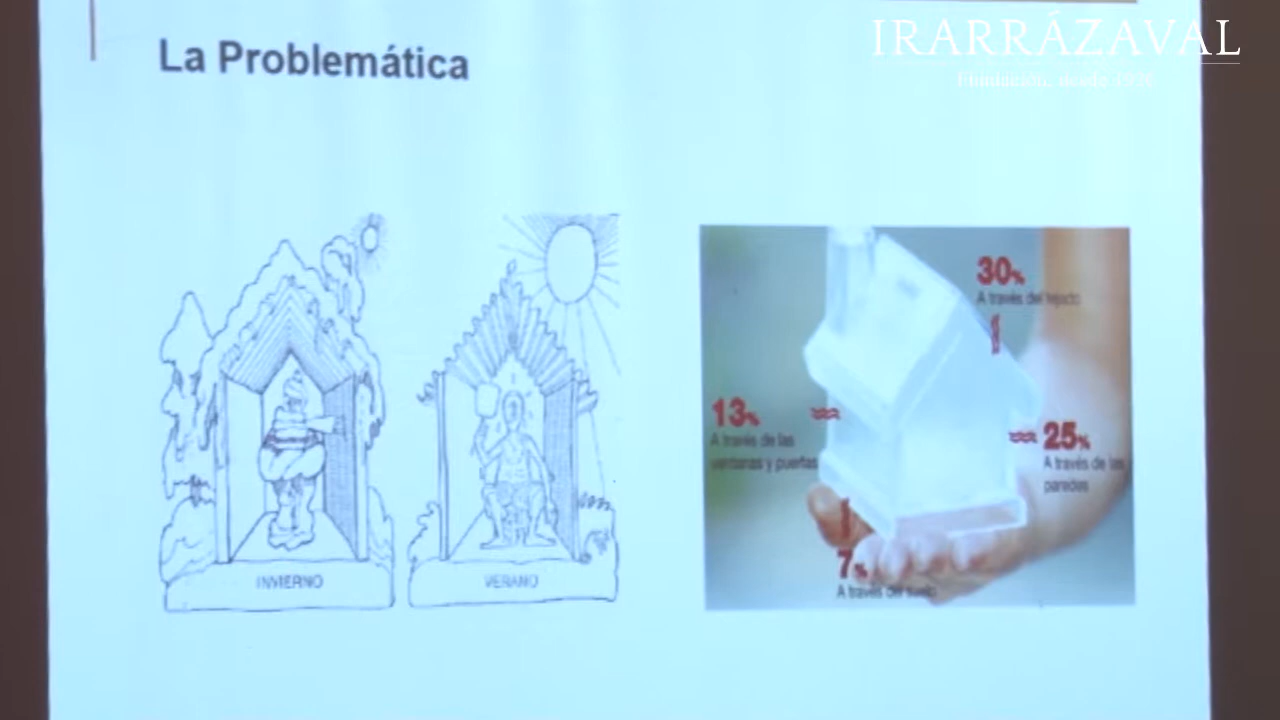 IRARRÁZAVAL
La Problemática
30%
A través del tejado
13%
A través de las
ventanas y puertas
25%
A través de las
paredes
7%
A través del suelo
INVIERNO
VERANO